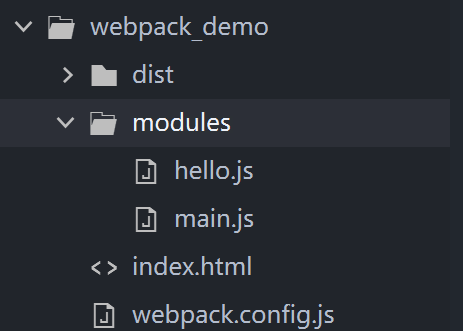 webpack_demo
dist
modules
hello.js
main.js
index.html
webpack.config.js